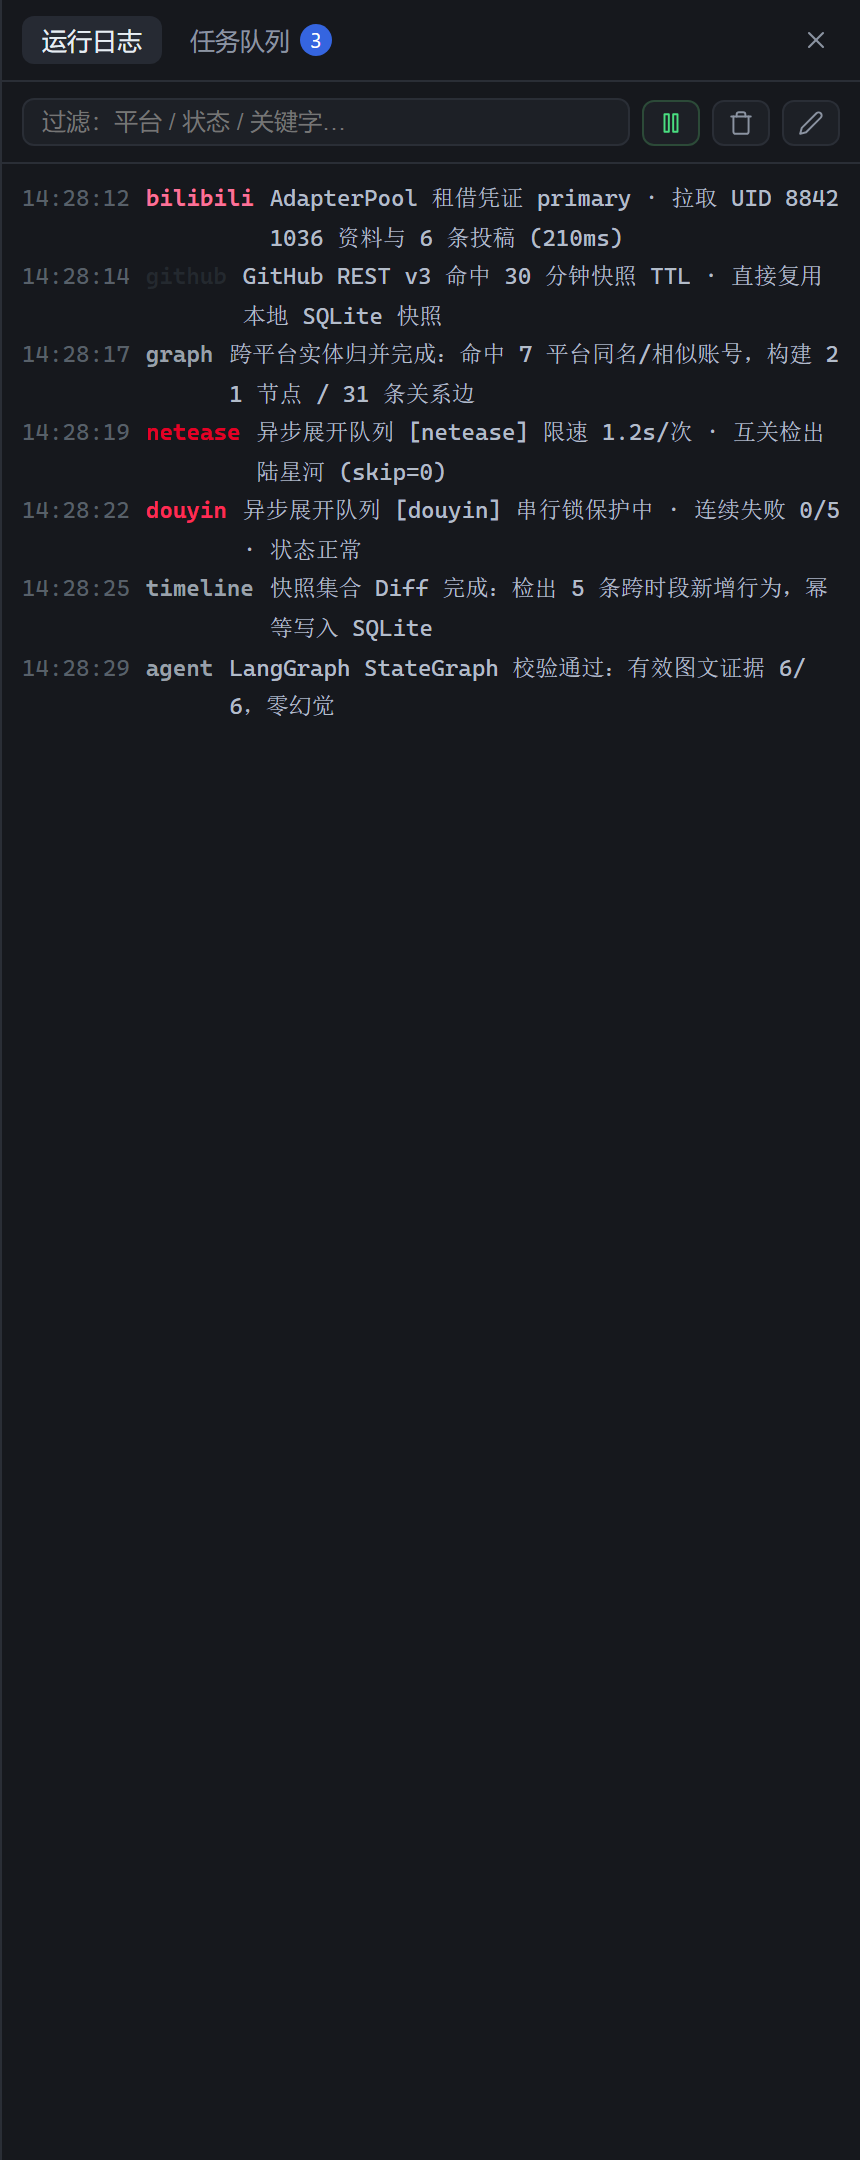 运行日志 任务队列 3
过滤：平台 / 状态 / 关键字...
14:28:12 bilibili AdapterPool 租借凭证 primary · 拉取 UID 8842
1036 资料与 6 条投稿 (210ms)
14:28:14 github GitHub REST v3 命中 30 分钟快照 TTL · 直接复用
本地 SQLite 快照
14:28:17 graph 跨平台实体归并完成：命中 7 平台同名/相似账号，构建 2
1 节点 / 31 条关系边
14:28:19 netease 异步展开队列 [netease] 限速 1.2s/次 · 互关检出
陆星河 (skip=0)
14:28:22 douyin 异步展开队列 [douyin] 串行锁保护中 · 连续失败 0/5
· 状态正常
14:28:25 timeline 快照集合 Diff 完成：检出 5 条跨时段新增行为，幂
等写入 SQLite
14:28:29 agent LangGraph StateGraph 校验通过：有效图文证据 6/
6，零幻觉